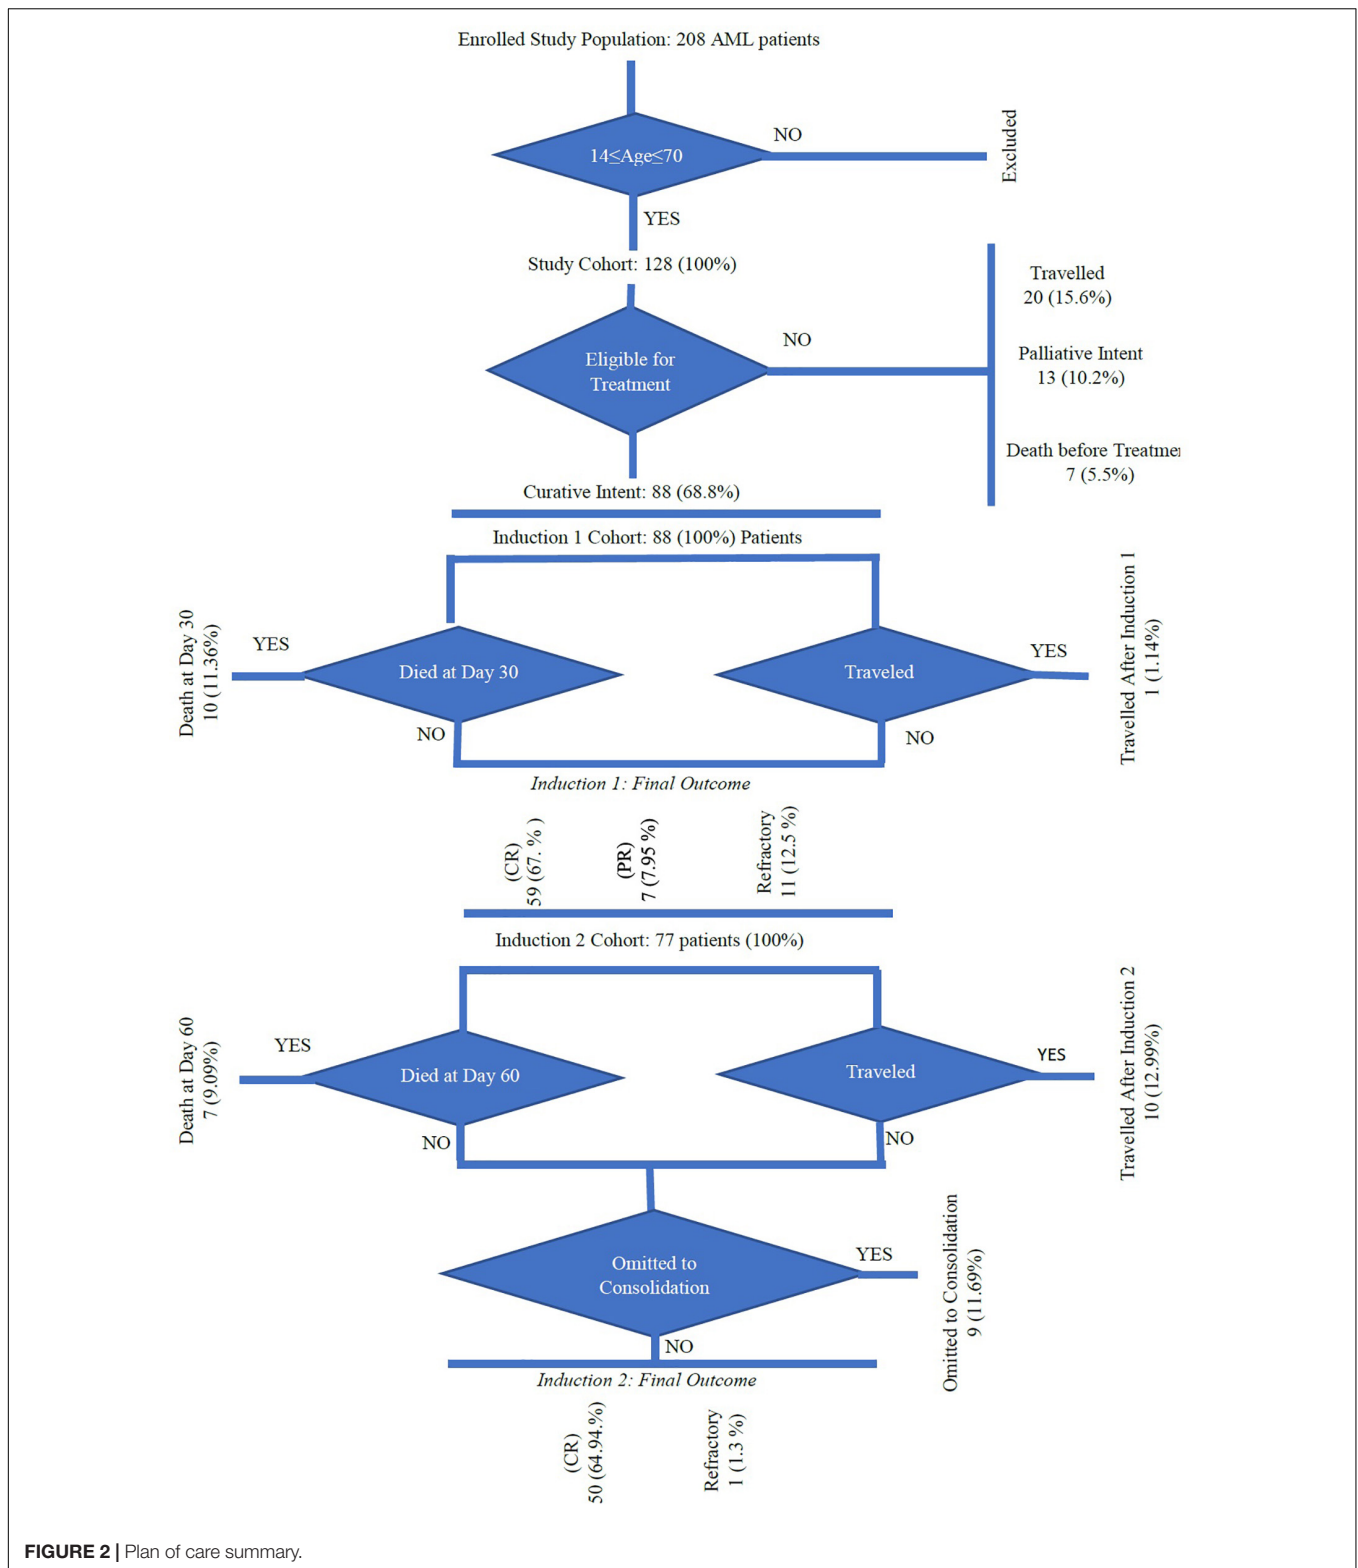 Enrolled Study Population: 208 AML patients
14≤Age≤70
NO
Excluded
YES
Study Cohort: 128 (100%)
Eligible for
Treatment
NO
Travelled
20 (15.6%)
Palliative Intent
13 (10.2%)
Death before Treatme
7 (5.5%)
Curative Intent: 88 (68.8%)
Induction 1 Cohort: 88 (100%) Patients
Death at Day 30
10 (11.36%)
YES
Died at Day 30
NO
Traveled
YES
NO
Travelled After Induction 1
1 (1.14%)
Induction 1: Final Outcome
(CR)
59 (67. % )
(PR)
7 (7.95 %)
Refractory
11 (12.5 %)
Induction 2 Cohort: 77 patients (100%)
Death at Day 60
7 (9.09%)
YES
Died at Day 60
NO
Traveled
YES
NO
Travelled After Induction 2
10 (12.99%)
Omitted to
Consolidation
YES
Omitted to Consolidation
9 (11.69%)
NO
Induction 2: Final Outcome
(CR)
50 (64.94.%)
Refractory
1 (1.3 %)
FIGURE 2 | Plan of care summary.